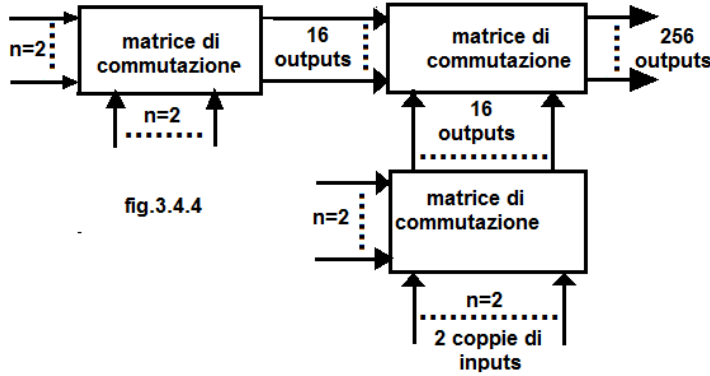 n=2
matrice di
commutazione
n=2
16
outputs
matrice di
commutazione
256
outputs
16
outputs
fig.3.4.4
n=2
matrice di
commutazione
n=2
2 coppie di
inputs